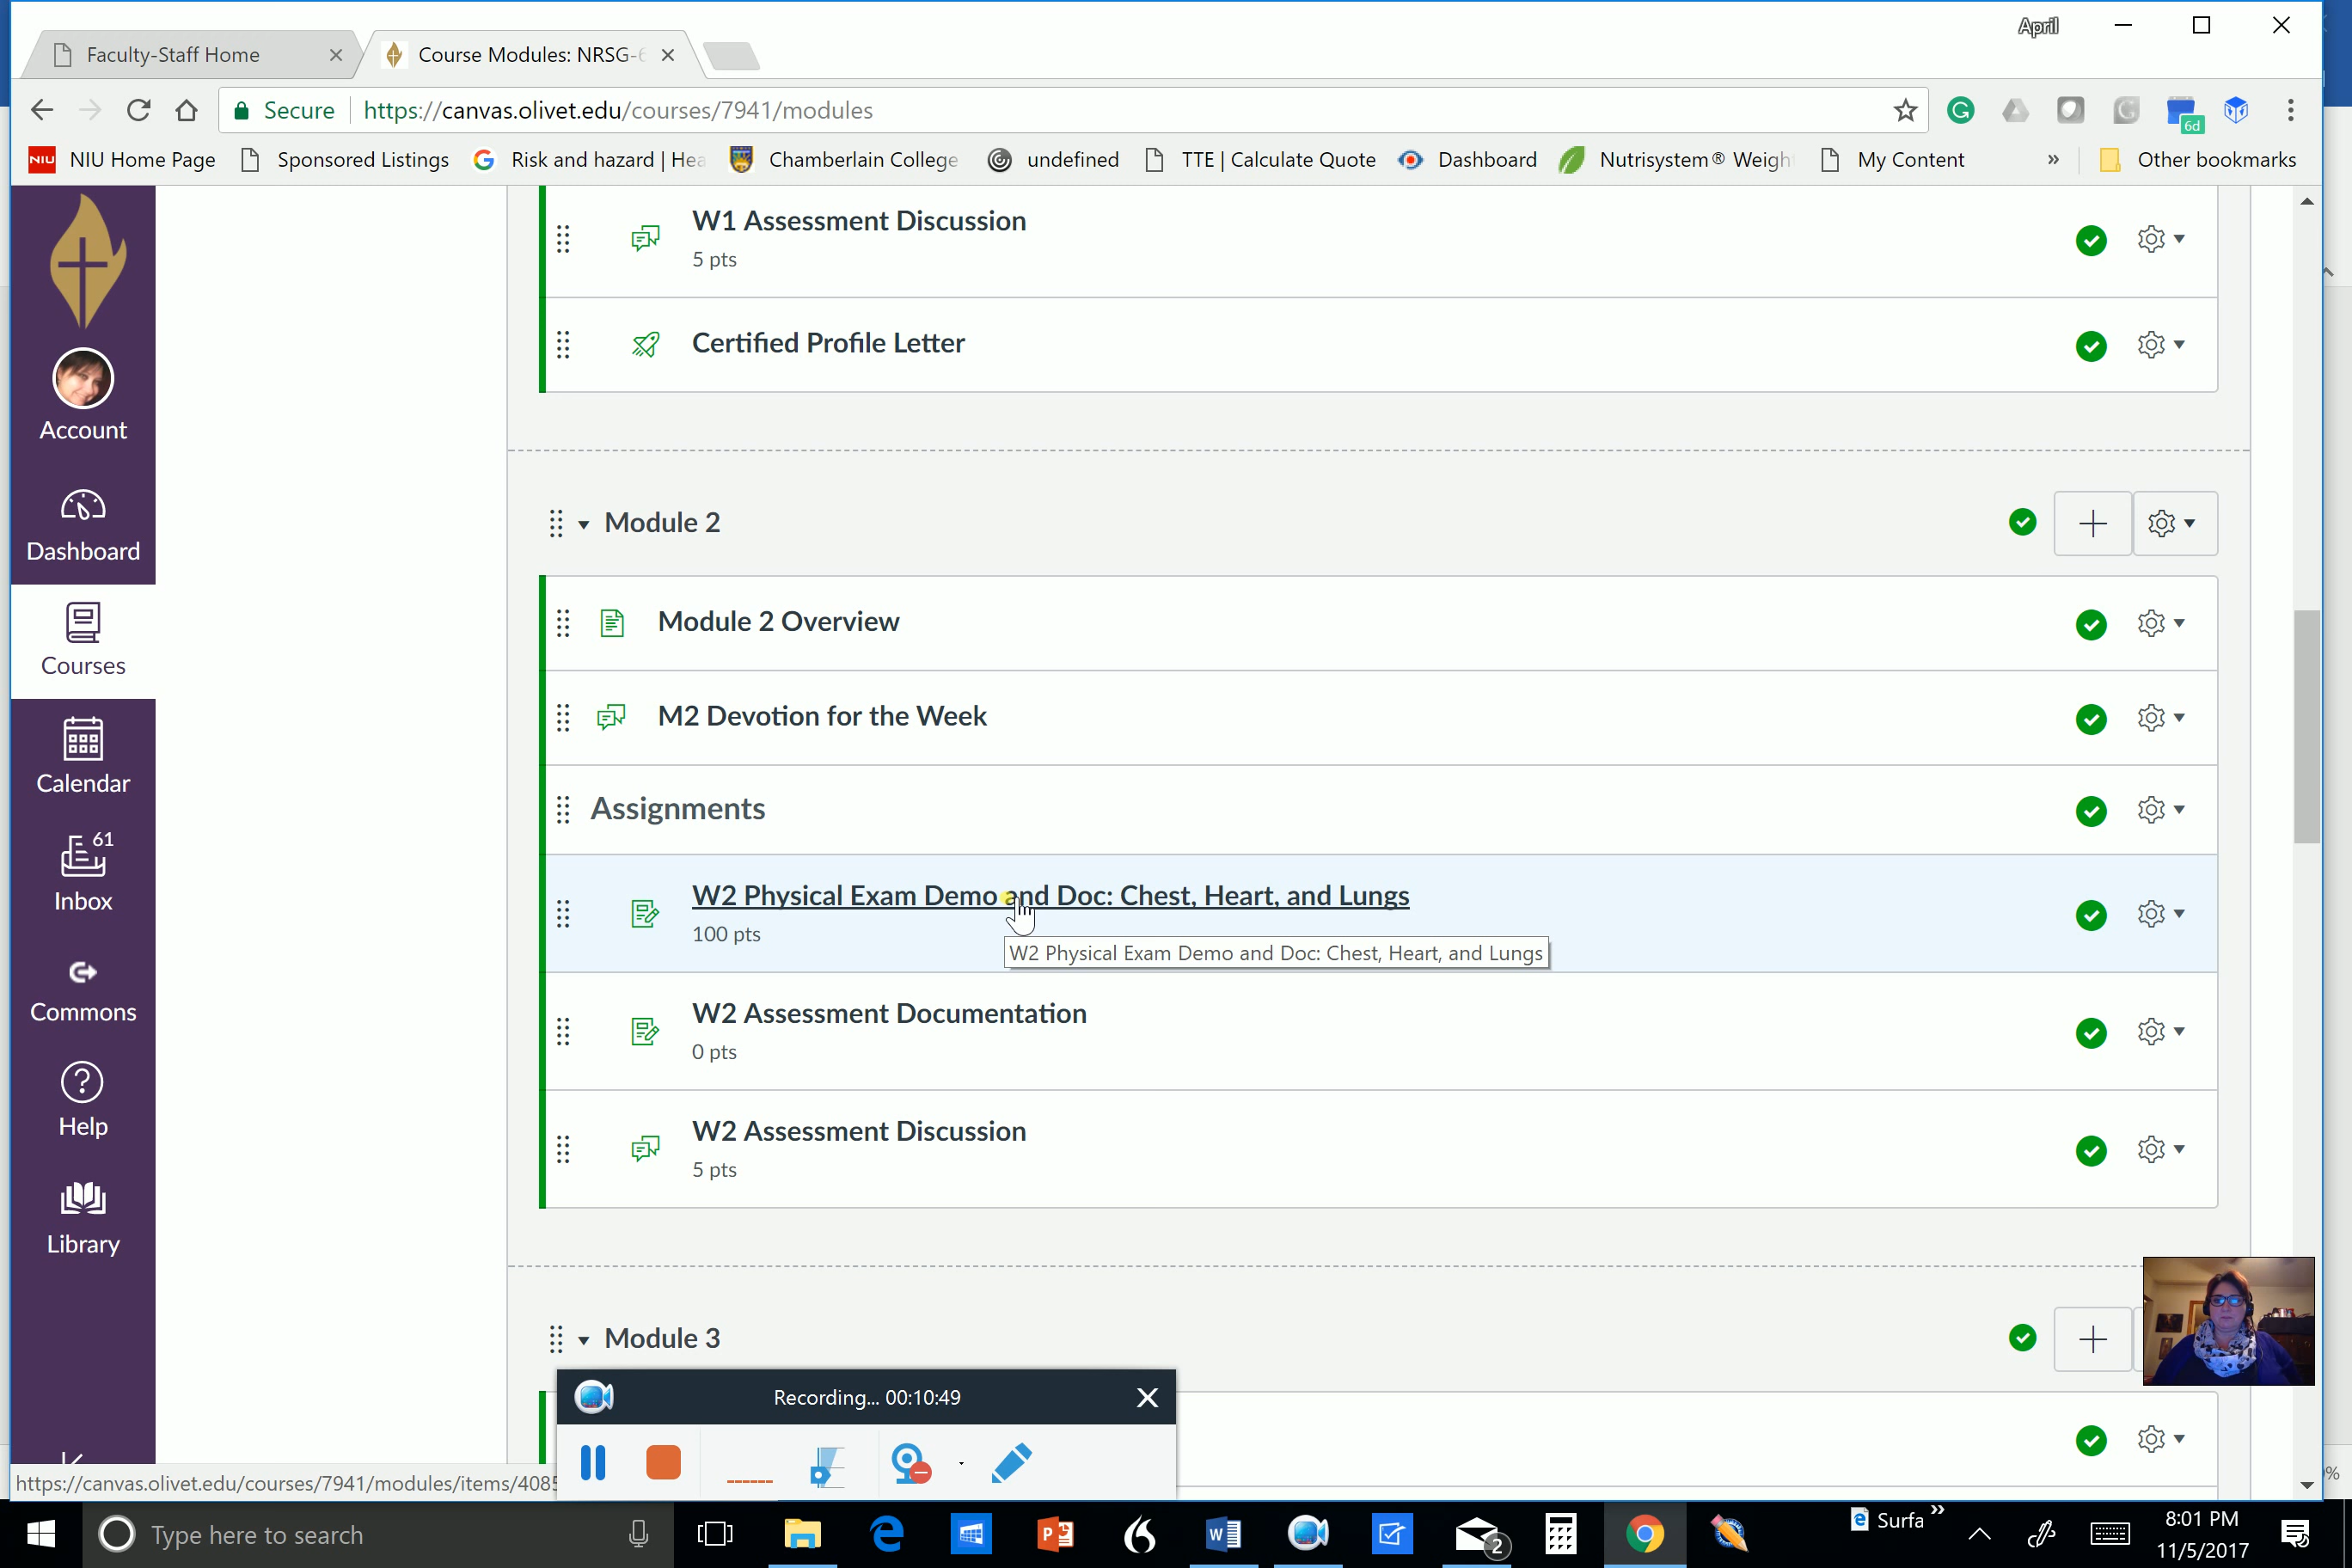 April
Faculty-Staff Home
Course Modules: NRSG-6
Secure https://canvas.olivet.edu/courses/7941/modules
6d
NIU NIU Home Page Sponsored Listings Risk and hazard | Hea Chamberlain College undefined TTE | Calculate Quote Dashboard Nutrisystem® Weigh My Content » Other bookmarks
Account
Dashboard
Courses
Calendar
61
Inbox
Commons
Help
Library
W1 Assessment Discussion
5 pts
Certified Profile Letter
Module 2
Module 2 Overview
M2 Devotion for the Week
Assignments
W2 Physical Exam Demo and Doc: Chest, Heart, and Lungs
100 pts
W2 Physical Exam Demo and Doc: Chest, Heart, and Lungs
W2 Assessment Documentation
0 pts
W2 Assessment Discussion
5 pts
Module 3
Recording... 00:10:49
https://canvas.olivet.edu/courses/7941/modules/items/4085
%
Type here to search
2
Surfa »
8:01 PM
11/5/2017